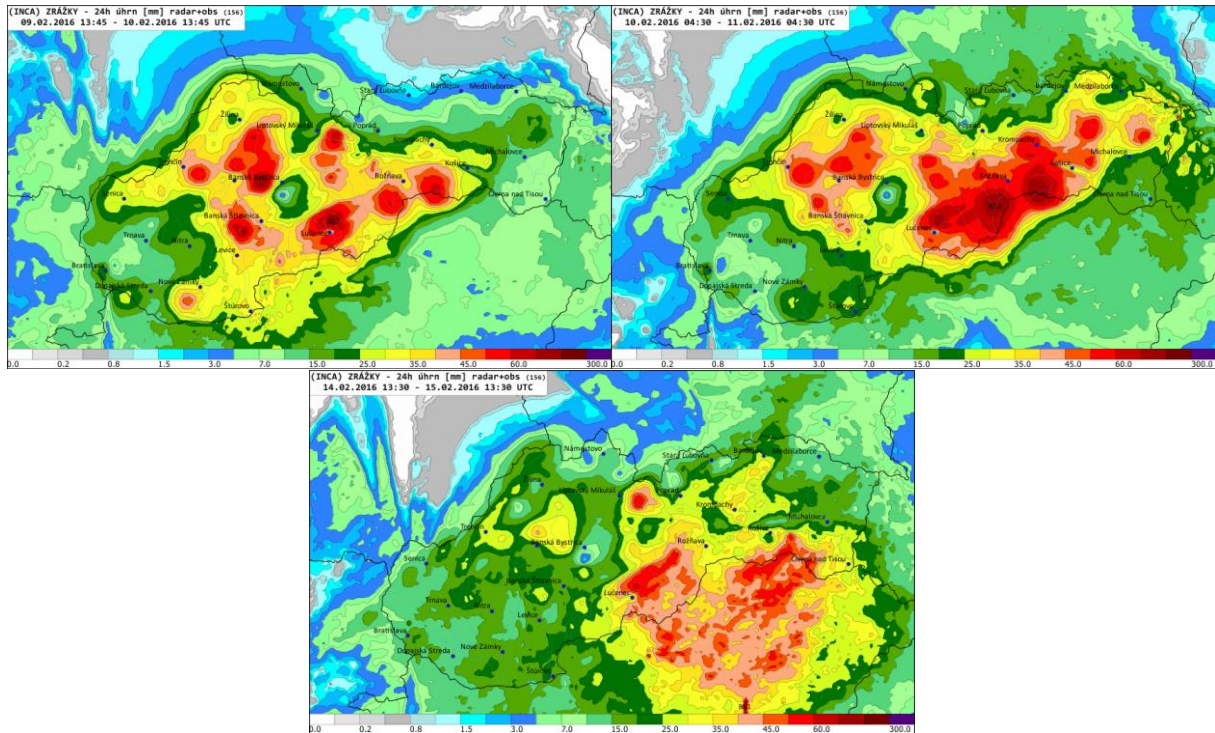 (INCA) ZRÁŽKY - 24h úhrn [mm] radar+obs (156)
09.02.2016 13:45 - 10.02.2016 13:45 UTC
Námestovo
Stará Ľubovňa
Bardejov
Medzilaborce
Žilina
Liptovský Mikuláš
Poprad
Krompachy
Michalovce
Trenčín
Košice
Banská Bystrica
Rožňava
Senica
Čierna nad Tisou
Banská Štiavnica
Lučenec
Trnava
Nitra
Levice
Bratislava
Dunajská Streda
Nové Zámky
Štúrovo
0.0 0.2 0.8 1.5 3.0 7.0 15.0 25.0 35.0 45.0 60.0 300.0
(INCA) ZRÁŽKY - 24h úhrn [mm] radar+obs (156)
10.02.2016 04:30 - 11.02.2016 04:30 UTC
Námestovo
Stará Ľubovňa
Bardejov
Medzilaborce
Žilina
Liptovský Mikuláš
Poprad
Krompachy
Michalovce
Trenčín
Košice
Banská Bystrica
Rožňava
Senica
Čierna nad Tisou
Banská Štiavnica
Lučenec
Trnava
Nitra
Levice
Bratislava
Dunajská Streda
Nové Zámky
Štúrovo
0.0 0.2 0.8 1.5 3.0 7.0 15.0 25.0 35.0 45.0 60.0 300.0
(INCA) ZRÁŽKY - 24h úhrn [mm] radar+obs (156)
14.02.2016 13:30 - 15.02.2016 13:30 UTC
Námestovo
Stará Ľubovňa
Bardejov
Medzilaborce
Žilina
Liptovský Mikuláš
Poprad
Krompachy
Michalovce
Trenčín
Košice
Banská Bystrica
Rožňava
Senica
Čierna nad Tisou
Banská Štiavnica
Lučenec
Trnava
Nitra
Levice
Bratislava
Dunajská Streda
Nové Zámky
Štúrovo
0.0 0.2 0.8 1.5 3.0 7.0 15.0 25.0 35.0 45.0 60.0 300.0